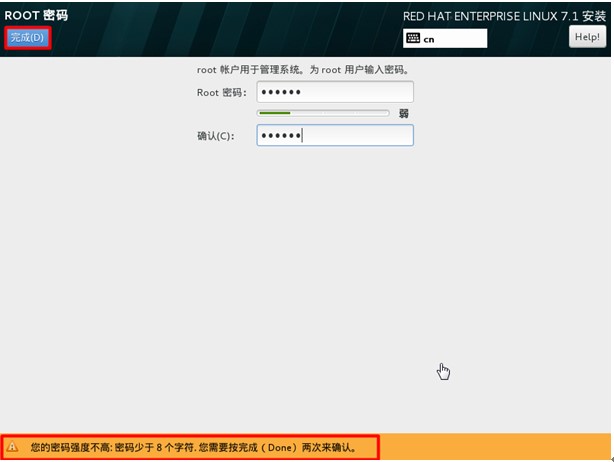 ROOT 密码
RED HAT ENTERPRISE LINUX 7.1 安装
完成(D)
cn
Help!
root 帐户用于管理系统。为 root 用户输入密码。
Root 密码：
••••••
弱
确认(C)：
••••••
您的密码强度不高: 密码少于 8 个字符. 您需要按完成（Done）两次来确认。